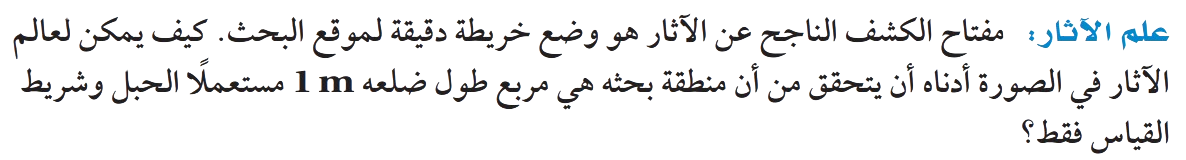 علم الآثار: مفتاح الكشف الناجح عن الآثار هو وضع خريطة دقيقة لموقع البحث. كيف يمكن لعالم
الآثار في الصورة أدناه أن يتحقق من أن منطقة بحثه هي مربع طول ضلعه 1 m مستعملًا الحبل وشريط
القياس فقط؟